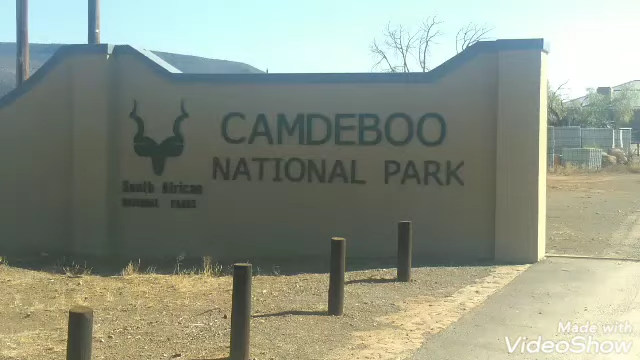 CAMDEBOO
NATIONAL PARK
South African
NATIONAL PARKS
Made with
VideoShow